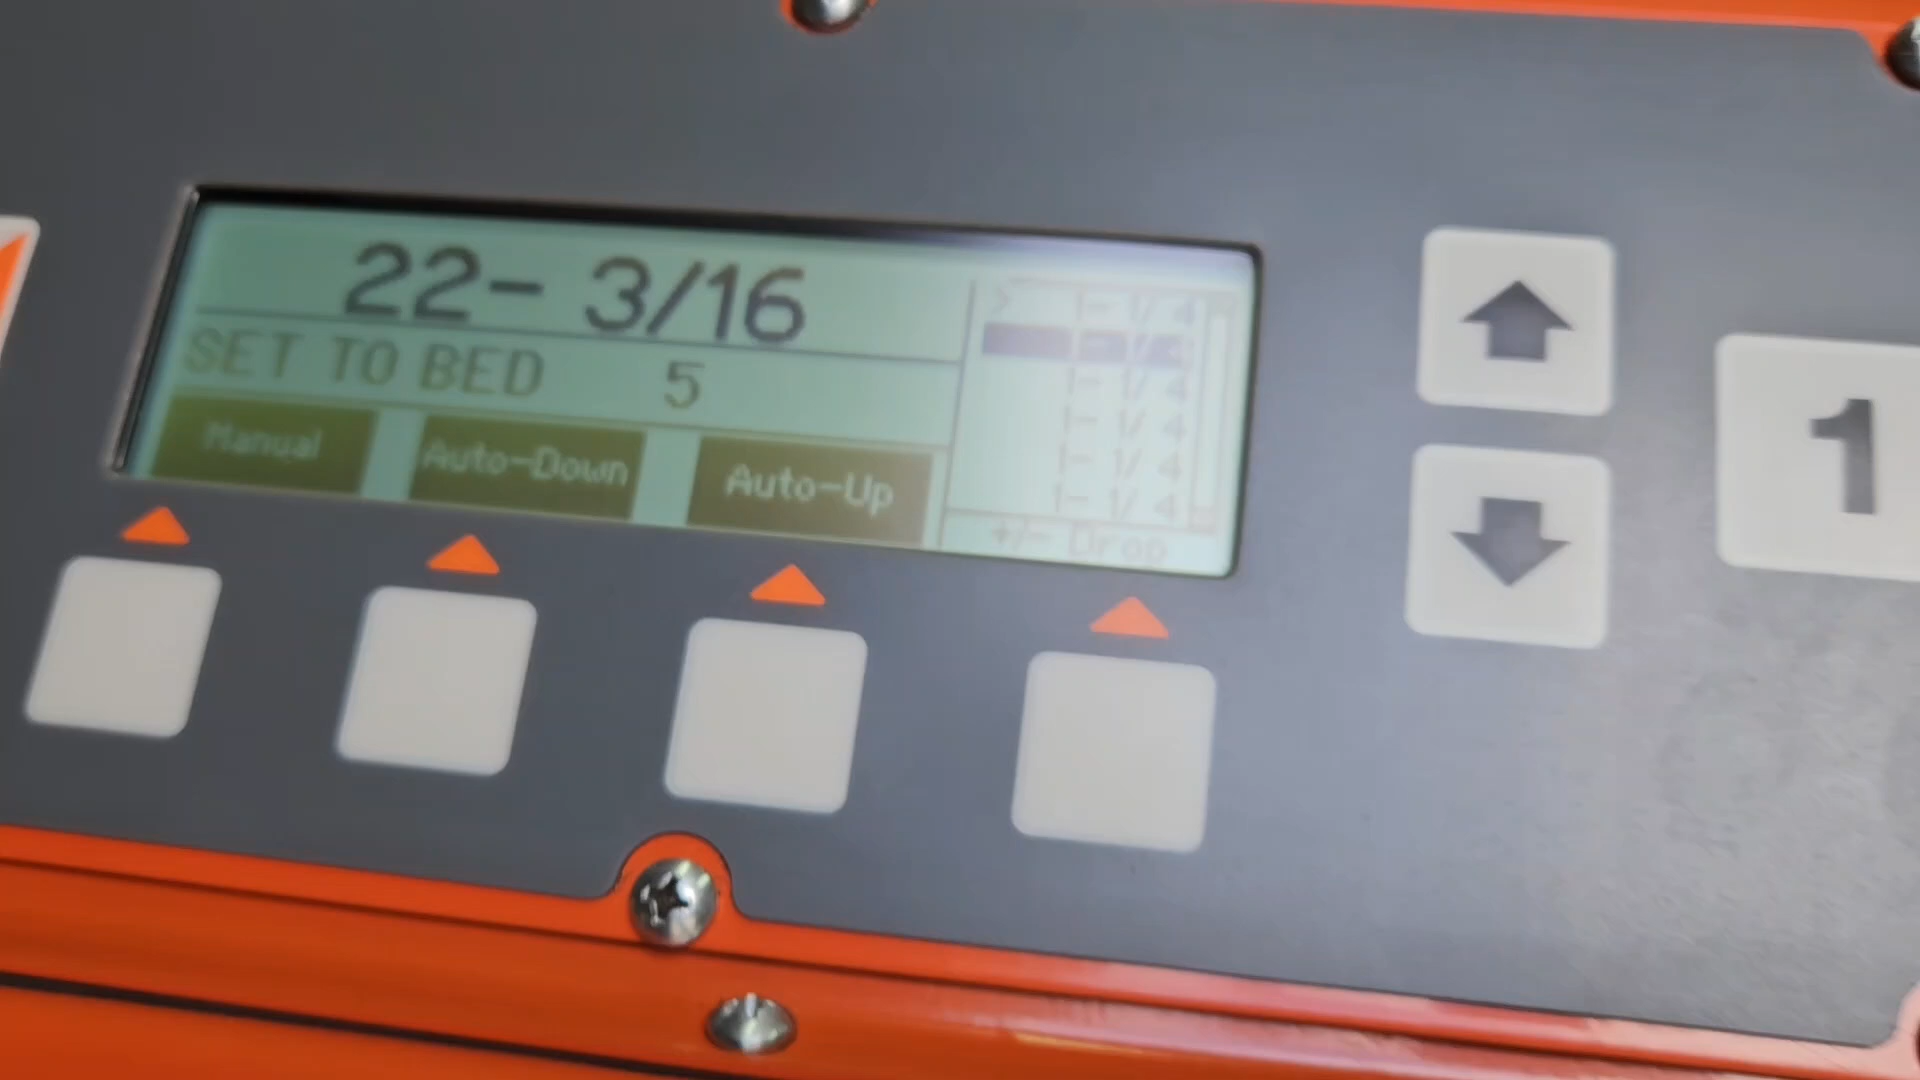 22- 3/16
SET TO BED 5
Manual
Auto-Down
Auto-Up
> 1- 1/4
1- 1/4
1- 1/4
1- 1/4
1- 1/4
+/- Drop
1